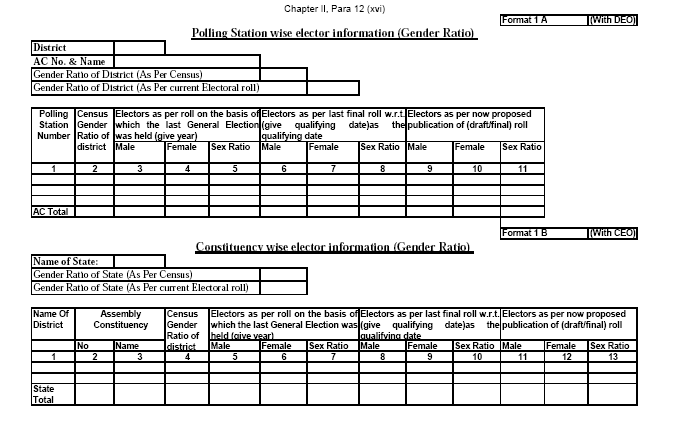 Chapter II, Para 12 (xvi)
Format 1 A (With DEO)
Polling Station wise elector information (Gender Ratio)
District
AC No. & Name
Gender Ratio of District (As Per Census)
Gender Ratio of District (As Per current Electoral roll)
Polling Station Number
Census Gender Ratio of district
Electors as per roll on the basis of which the last General Election was held (give year)
Electors as per last final roll w.r.t. (give qualifying date)as the qualifying date
Electors as per now proposed publication of (draft/final) roll
Male Female Sex Ratio Male Female Sex Ratio Male Female Sex Ratio
1 2 3 4 5 6 7 8 9 10 11
AC Total
Format 1 B (With CEO)
Constituency wise elector information (Gender Ratio)
Name of State:
Gender Ratio of State (As Per Census)
Gender Ratio of State (As Per current Electoral roll)
Name Of District
Assembly Constituency
Census Gender Ratio of district
Electors as per roll on the basis of which the last General Election was held (give year)
Electors as per last final roll w.r.t. (give qualifying date)as the qualifying date
Electors as per now proposed publication of (draft/final) roll
No Name Male Female Sex Ratio Male Female Sex Ratio Male Female Sex Ratio
1 2 3 4 5 6 7 8 9 10 11 12 13
State Total